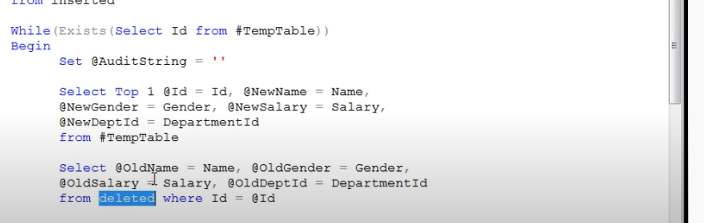 from inserted
While(Exists(Select Id from #TempTable))
Begin
Set @AuditString = ''
Select Top 1 @Id = Id, @NewName = Name,
@NewGender = Gender, @NewSalary = Salary,
@NewDeptId = DepartmentId
from #TempTable
Select @OldName = Name, @OldGender = Gender,
@OldSalary = Salary, @OldDeptId = DepartmentId
from deleted where Id = @Id